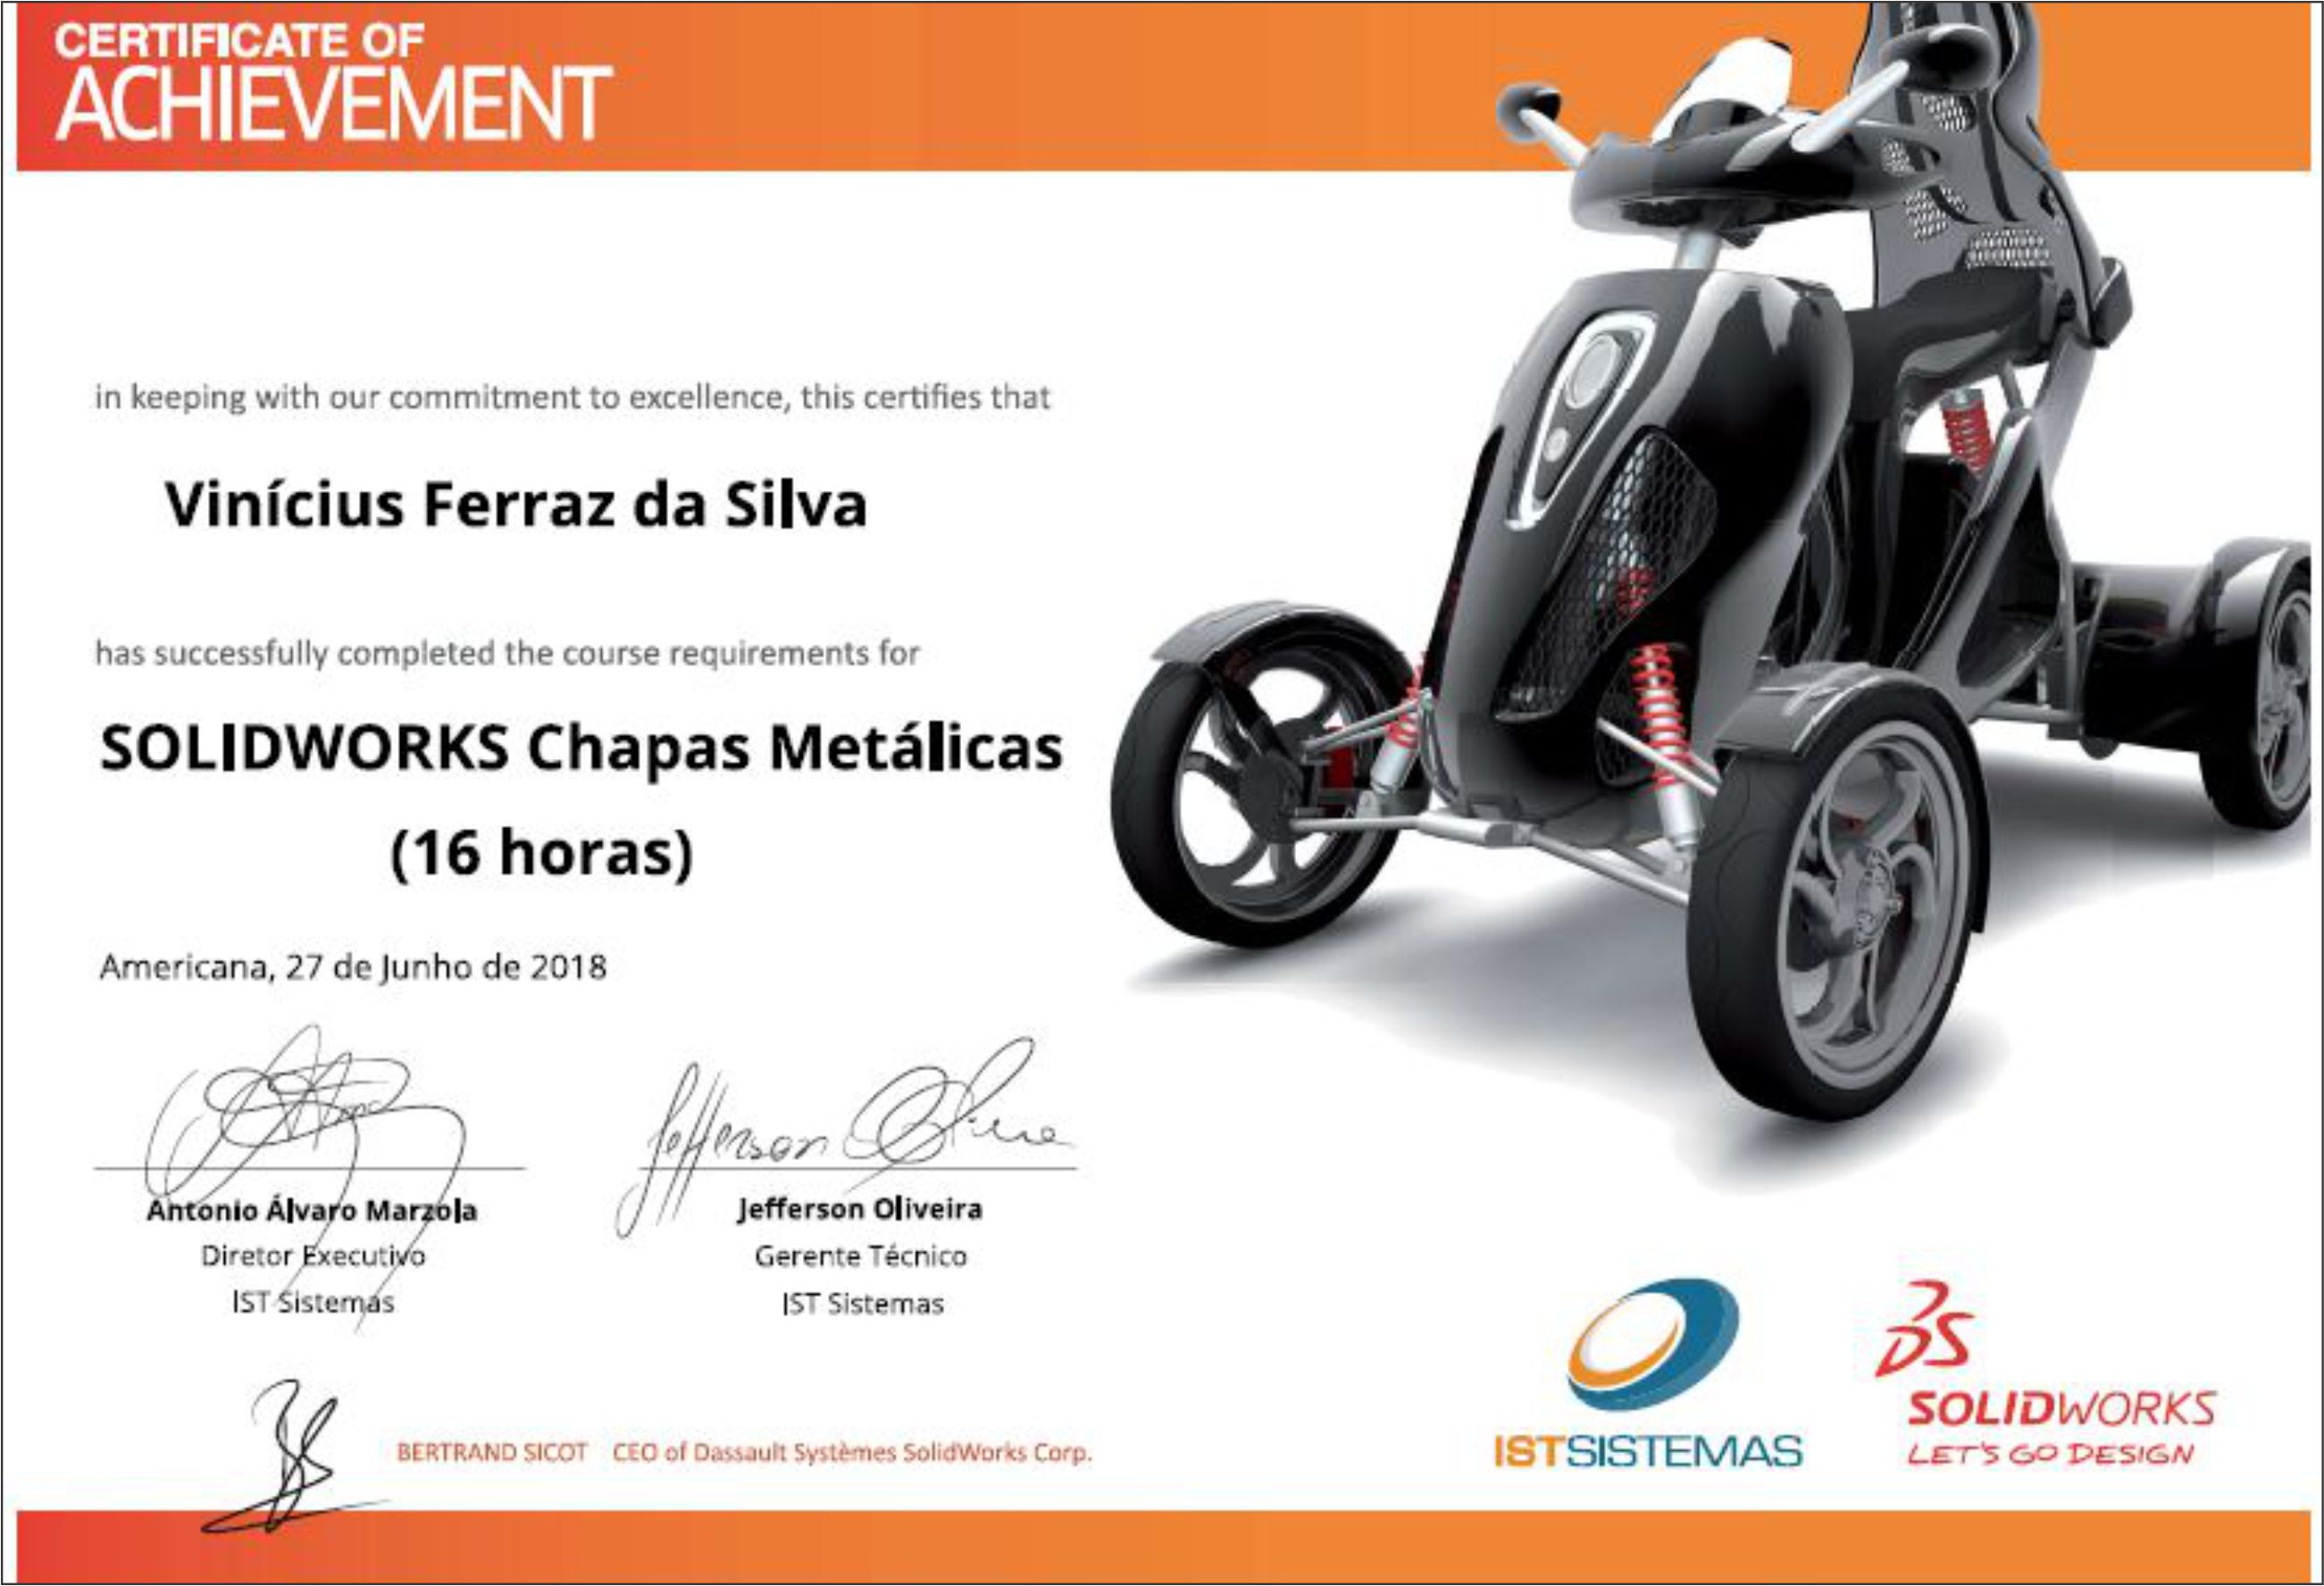 CERTIFICATE OF
ACHIEVEMENT
in keeping with our commitment to excellence, this certifies that
Vinícius Ferraz da Silva
has successfully completed the course requirements for
SOLIDWORKS Chapas Metálicas
(16 horas)
Americana, 27 de Junho de 2018
Jefferson Oliveira
Antonio Álvaro Marzola
Diretor Executivo
IST Sistemas
Jefferson Oliveira
Gerente Técnico
IST Sistemas
BERTRAND SICOT CEO of Dassault Systèmes SolidWorks Corp.
ISTSISTEMAS
DS
SOLIDWORKS
LET'S GO DESIGN